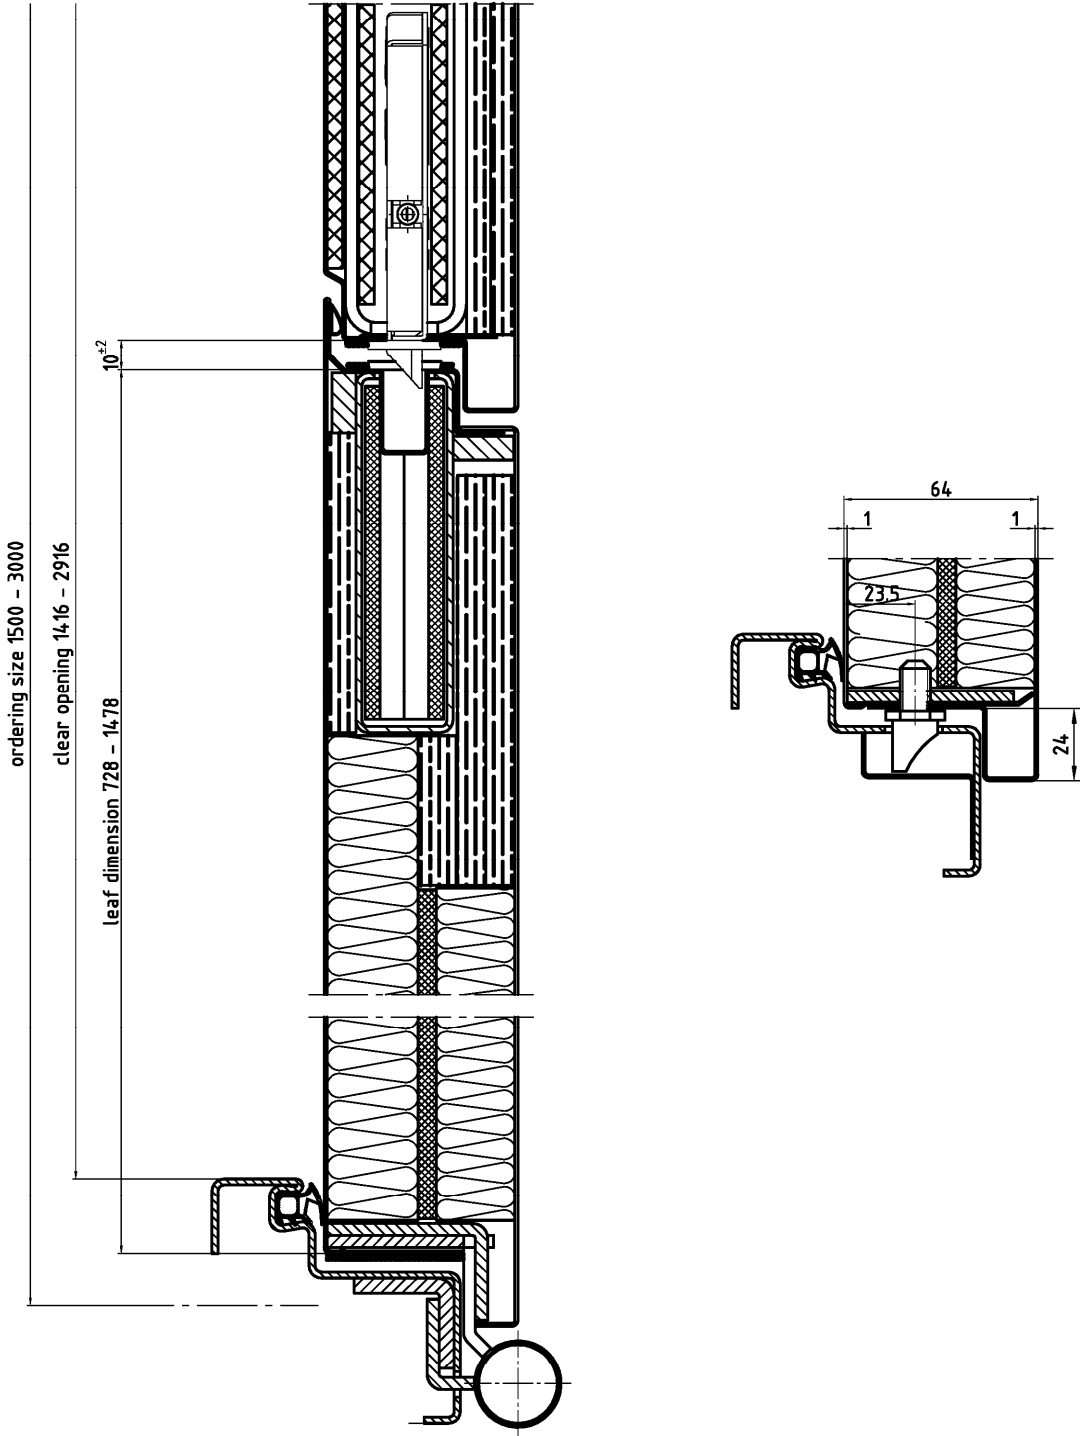 ordering size 1500 – 3000
clear opening 1416 – 2916
leaf dimension 728 – 1478
10±2
64
1
1
23.5
24